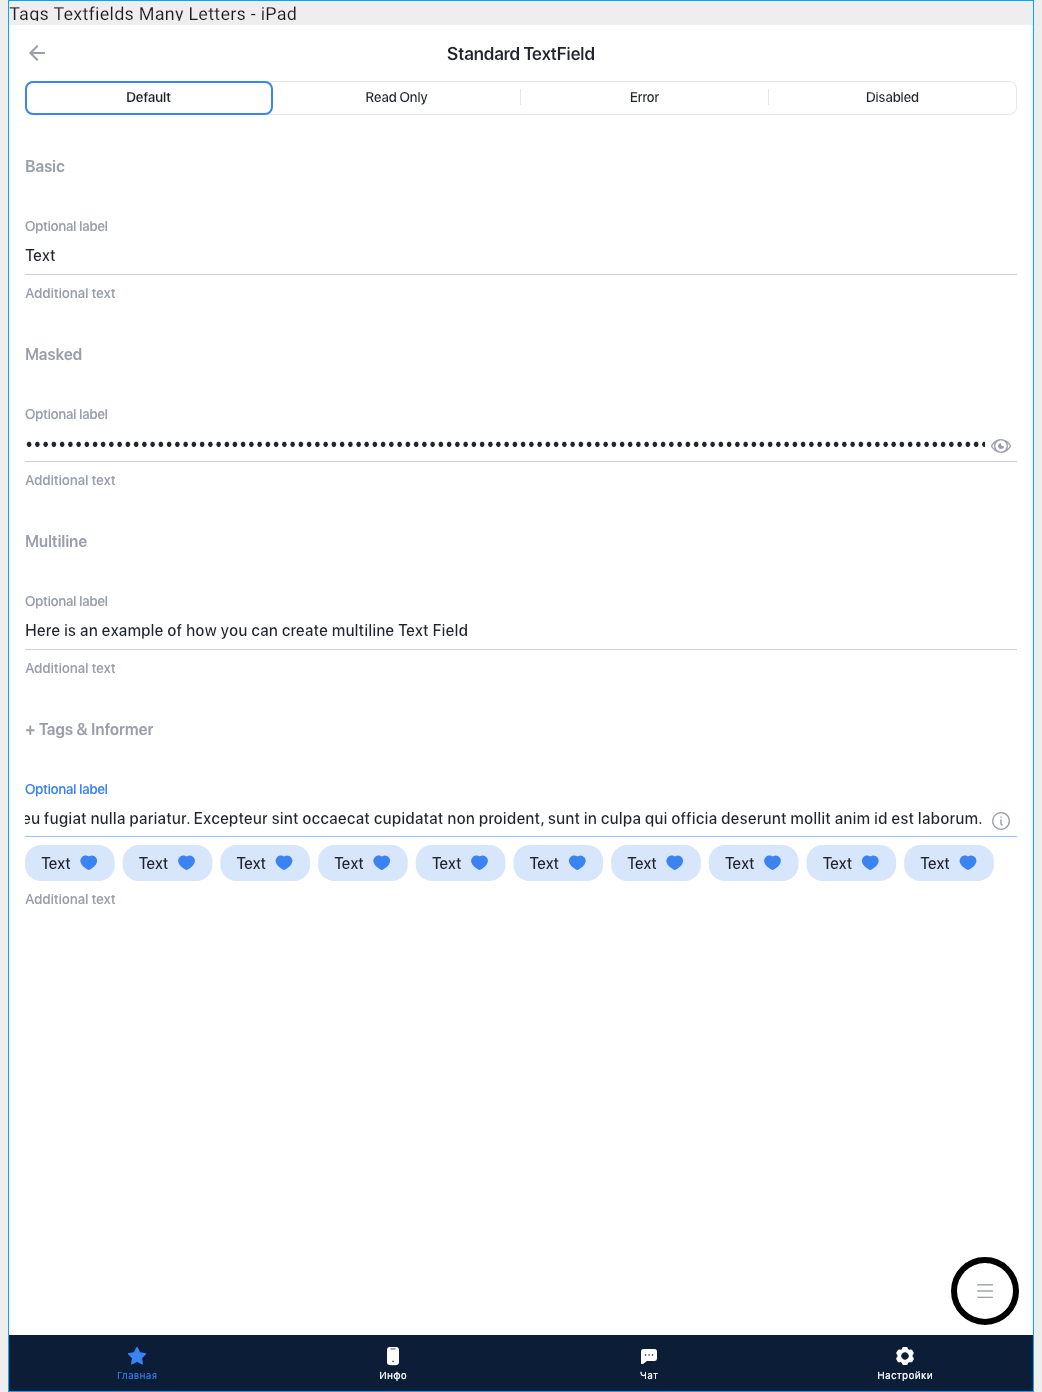 Tags Textfields Many Letters - iPad
Standard TextField
Default Read Only Error Disabled
Basic
Optional label
Text
Additional text
Masked
Optional label
••••••••••••••••••••••••••••••••••••••••••••••••••••••••••••••••••••••••••••••••••••••••••••••••••••••••••••••••••••
Additional text
Multiline
Optional label
Here is an example of how you can create multiline Text Field
Additional text
+ Tags & Informer
Optional label
eu fugiat nulla pariatur. Excepteur sint occaecat cupidatat non proident, sunt in culpa qui officia deserunt mollit anim id est laborum.
Text Text Text Text Text Text Text Text Text Text
Additional text
Главная Инфо Чат Настройки